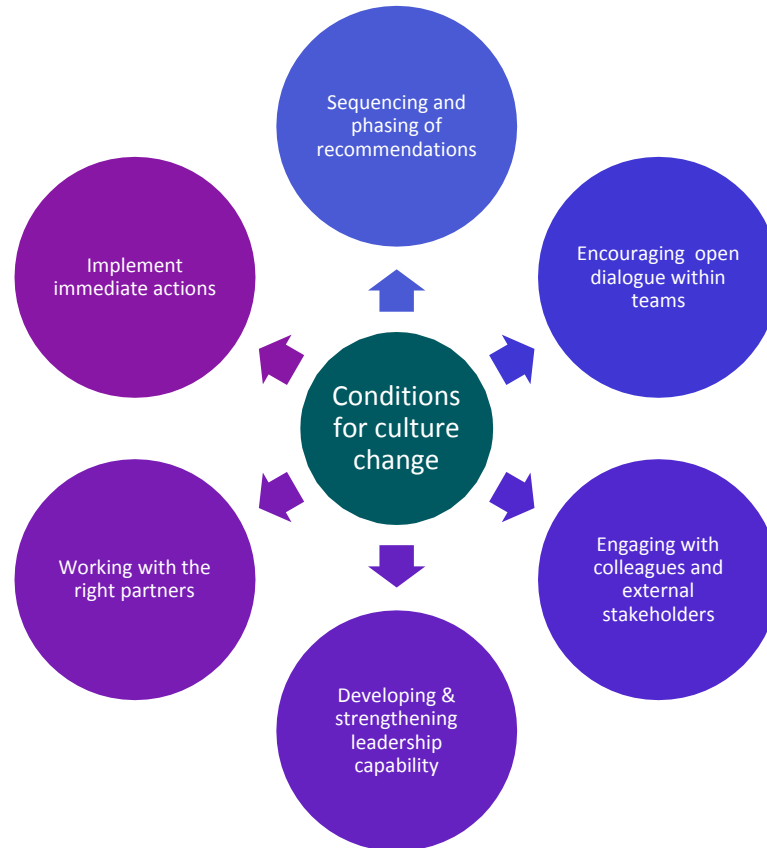 Sequencing and
phasing of
recommendations
Encouraging  open
dialogue within
teams
Engaging with
colleagues and
external
stakeholders
Developing &
strengthening
leadership
capability
Working with the
right partners
Implement
immediate actions
Conditions
for culture
change